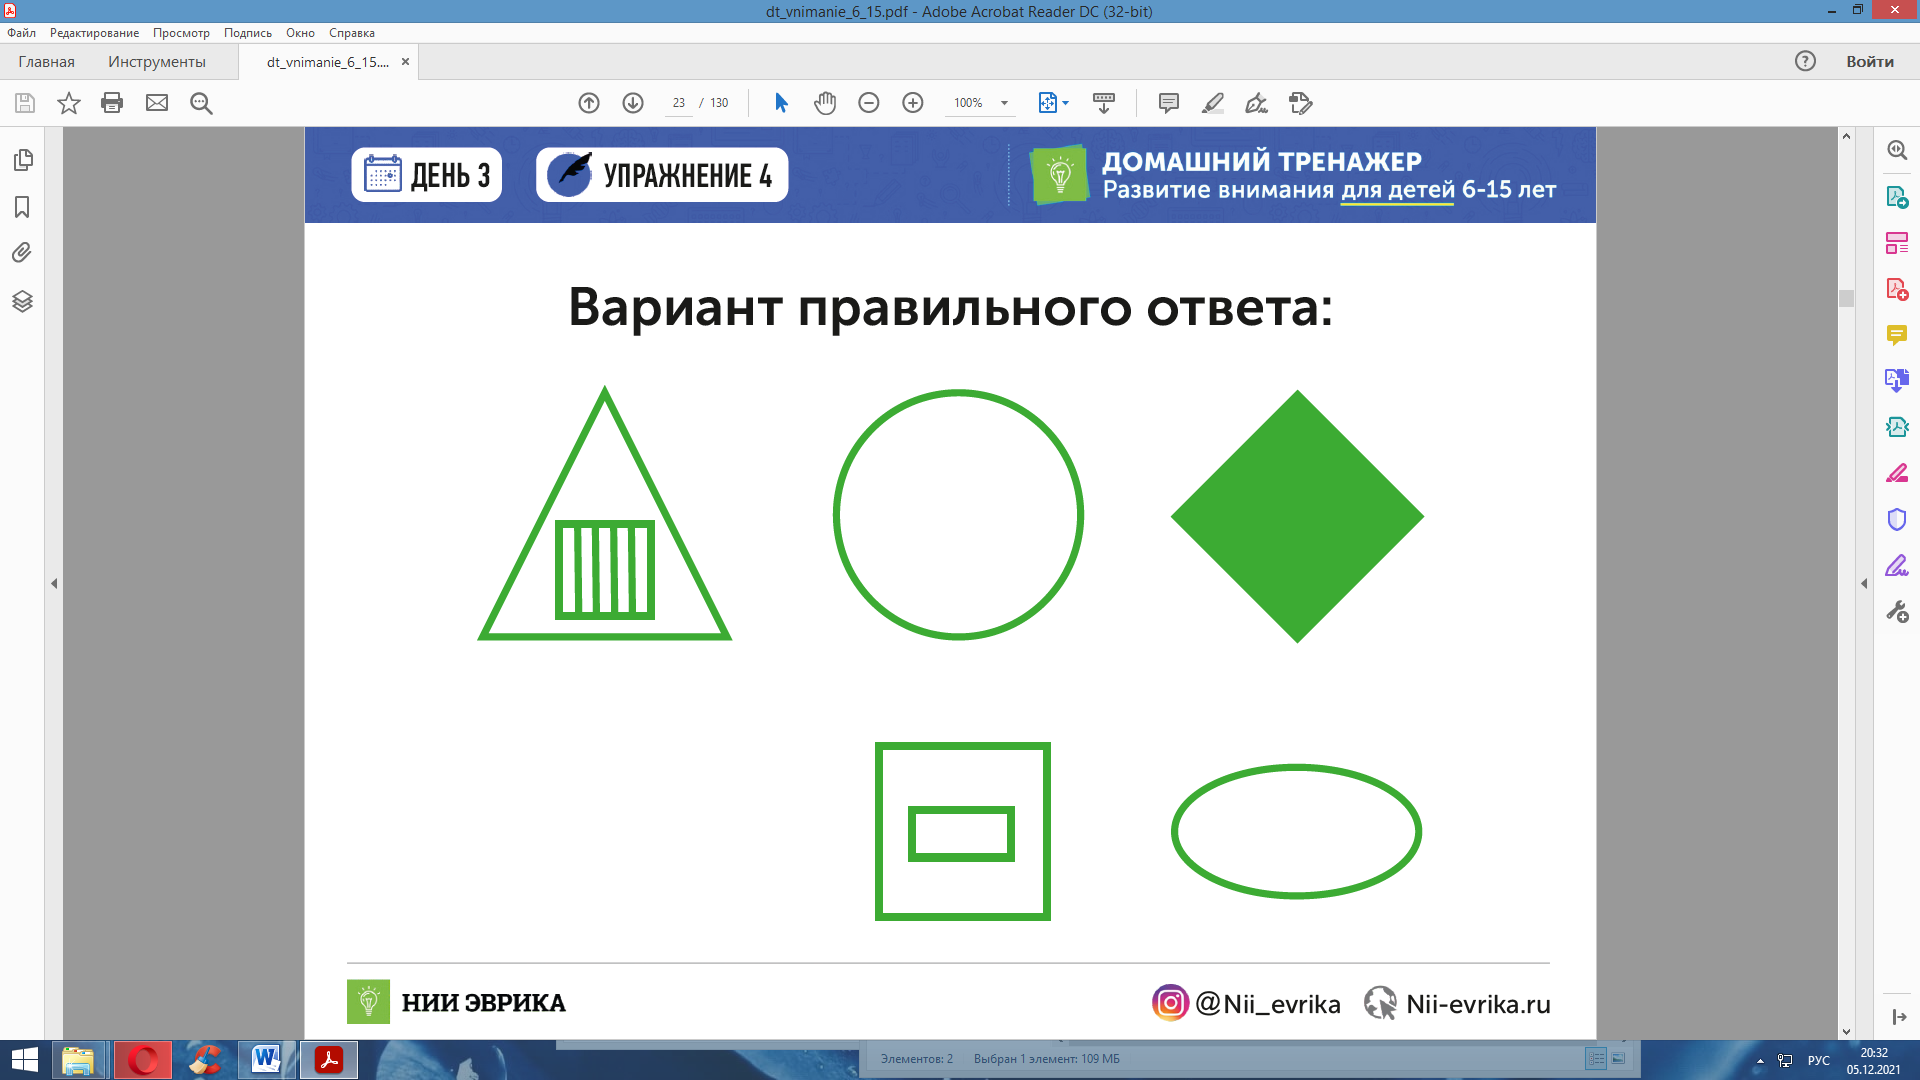 dt_vnimanie_6_15.pdf - Adobe Acrobat Reader DC (32-bit)
Файл Редактирование Просмотр Подпись Окно Справка
Главная Инструменты dt_vnimanie_6_15.... ×
? Войти
23 / 130 100%
ДЕНЬ 3 УПРАЖНЕНИЕ 4
ДОМАШНИЙ ТРЕНАЖЕР
Развитие внимания для детей 6-15 лет
Вариант правильного ответа:
НИИ ЭВРИКА @Nii_evrika Nii-evrika.ru
Элементов: 2 Выбран 1 элемент: 109 МБ
РУС
20:32
05.12.2021